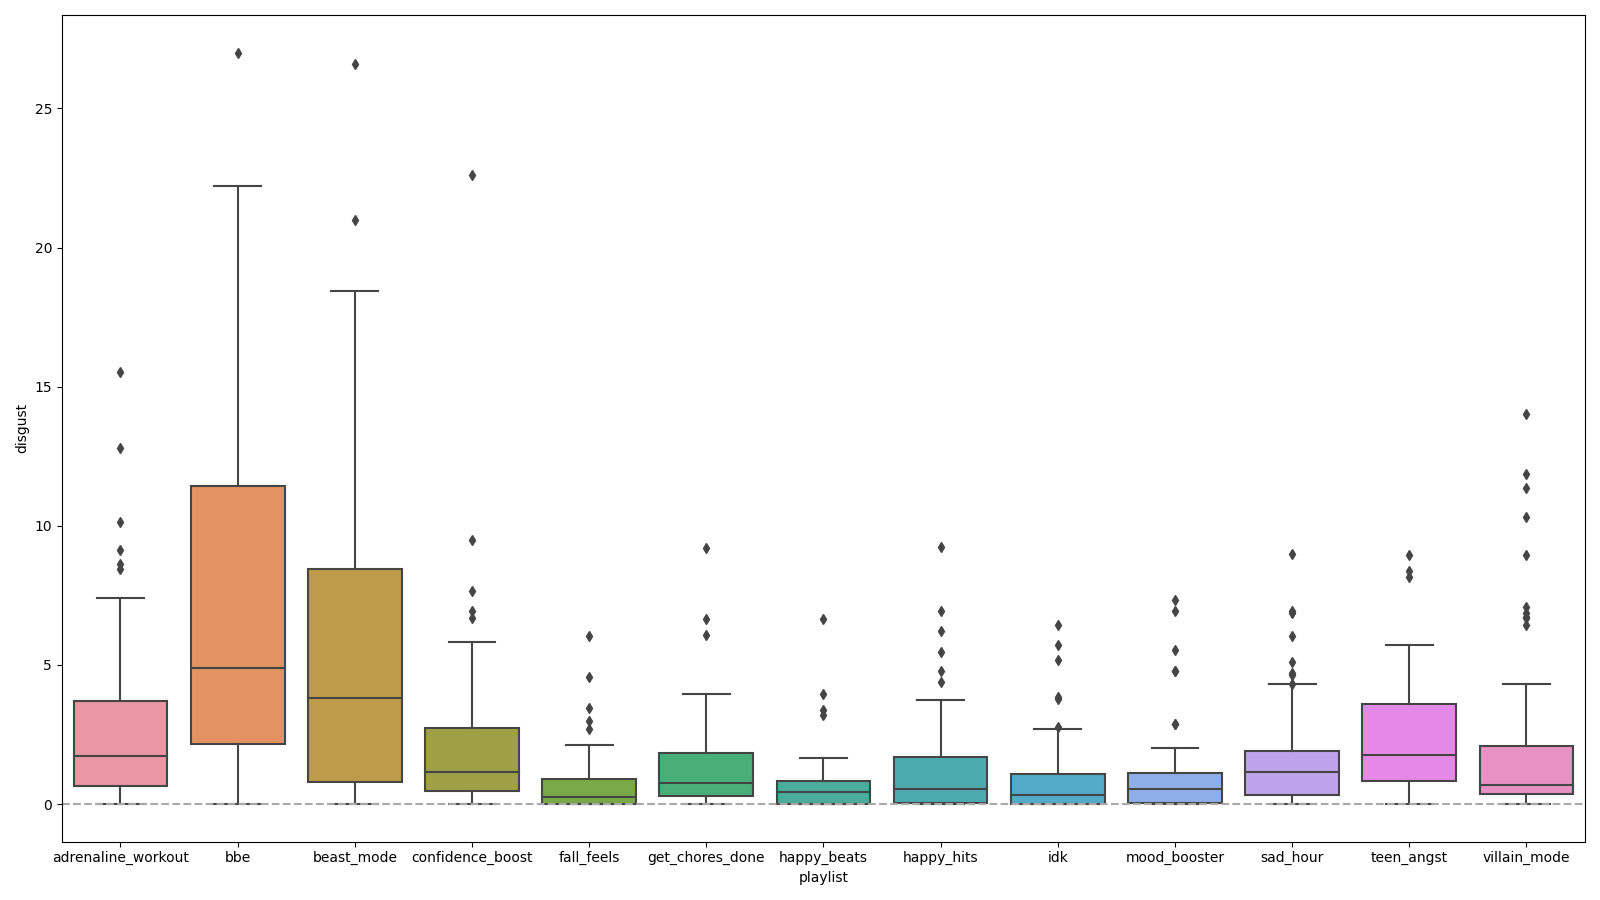 25
20
15
10
5
0
disgust
adrenaline_workout bbe beast_mode confidence_boost fall_feels get_chores_done happy_beats happy_hits idk mood_booster sad_hour teen_angst villain_mode
playlist